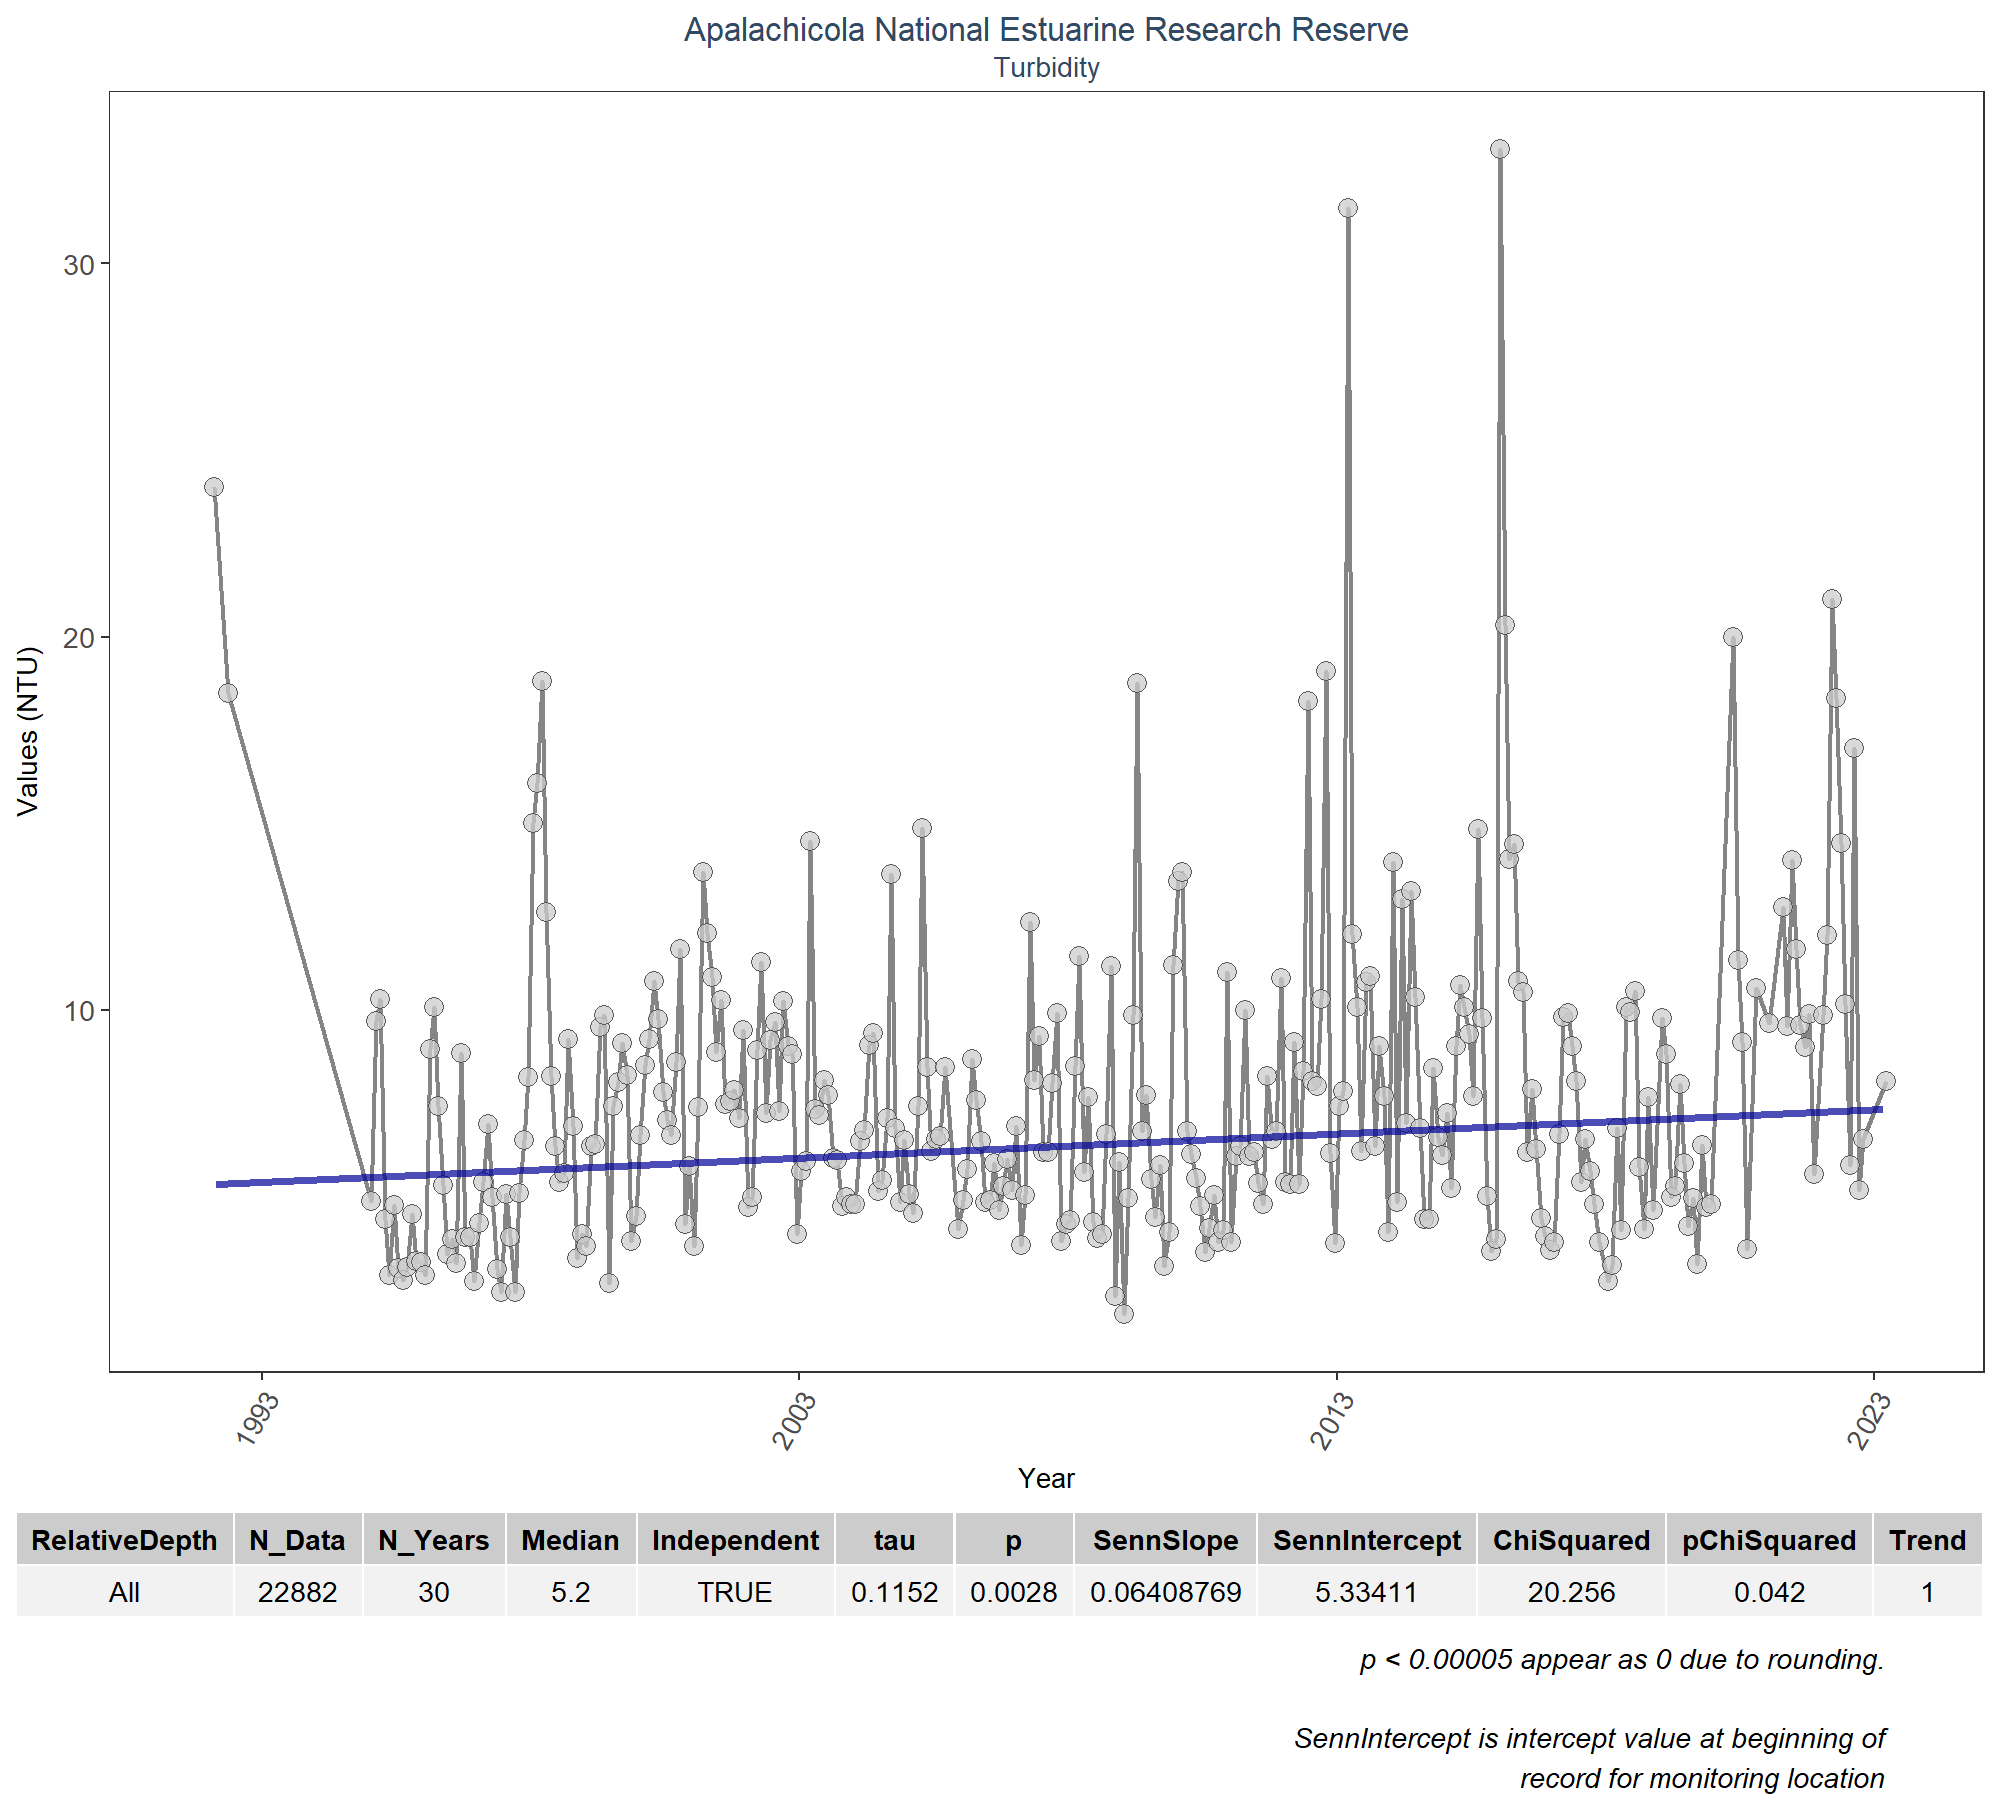 Apalachicola National Estuarine Research Reserve
Turbidity
Values (NTU)
30
20
10
1993
2003
2013
2023
Year
RelativeDepth N_Data N_Years Median Independent tau p SennSlope SennIntercept ChiSquared pChiSquared Trend
All 22882 30 5.2 TRUE 0.1152 0.0028 0.06408769 5.33411 20.256 0.042 1
p < 0.00005 appear as 0 due to rounding.
SennIntercept is intercept value at beginning of
record for monitoring location